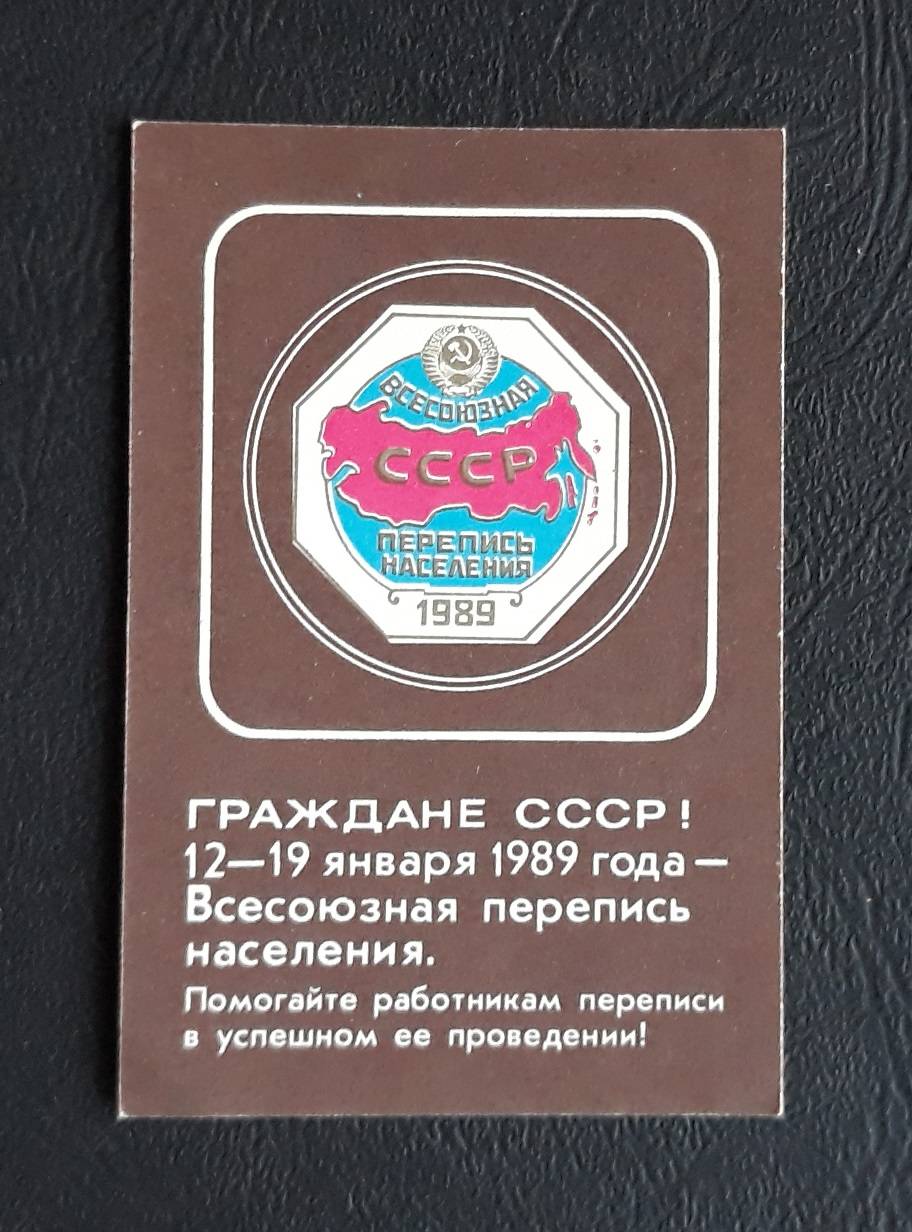 ВСЕСОЮЗНАЯ
СССР
ПЕРЕПИСЬ
НАСЕЛЕНИЯ
1989
ГРАЖДАНЕ СССР!
12—19 января 1989 года —
Всесоюзная перепись
населения.
Помогайте работникам переписи
в успешном ее проведении!